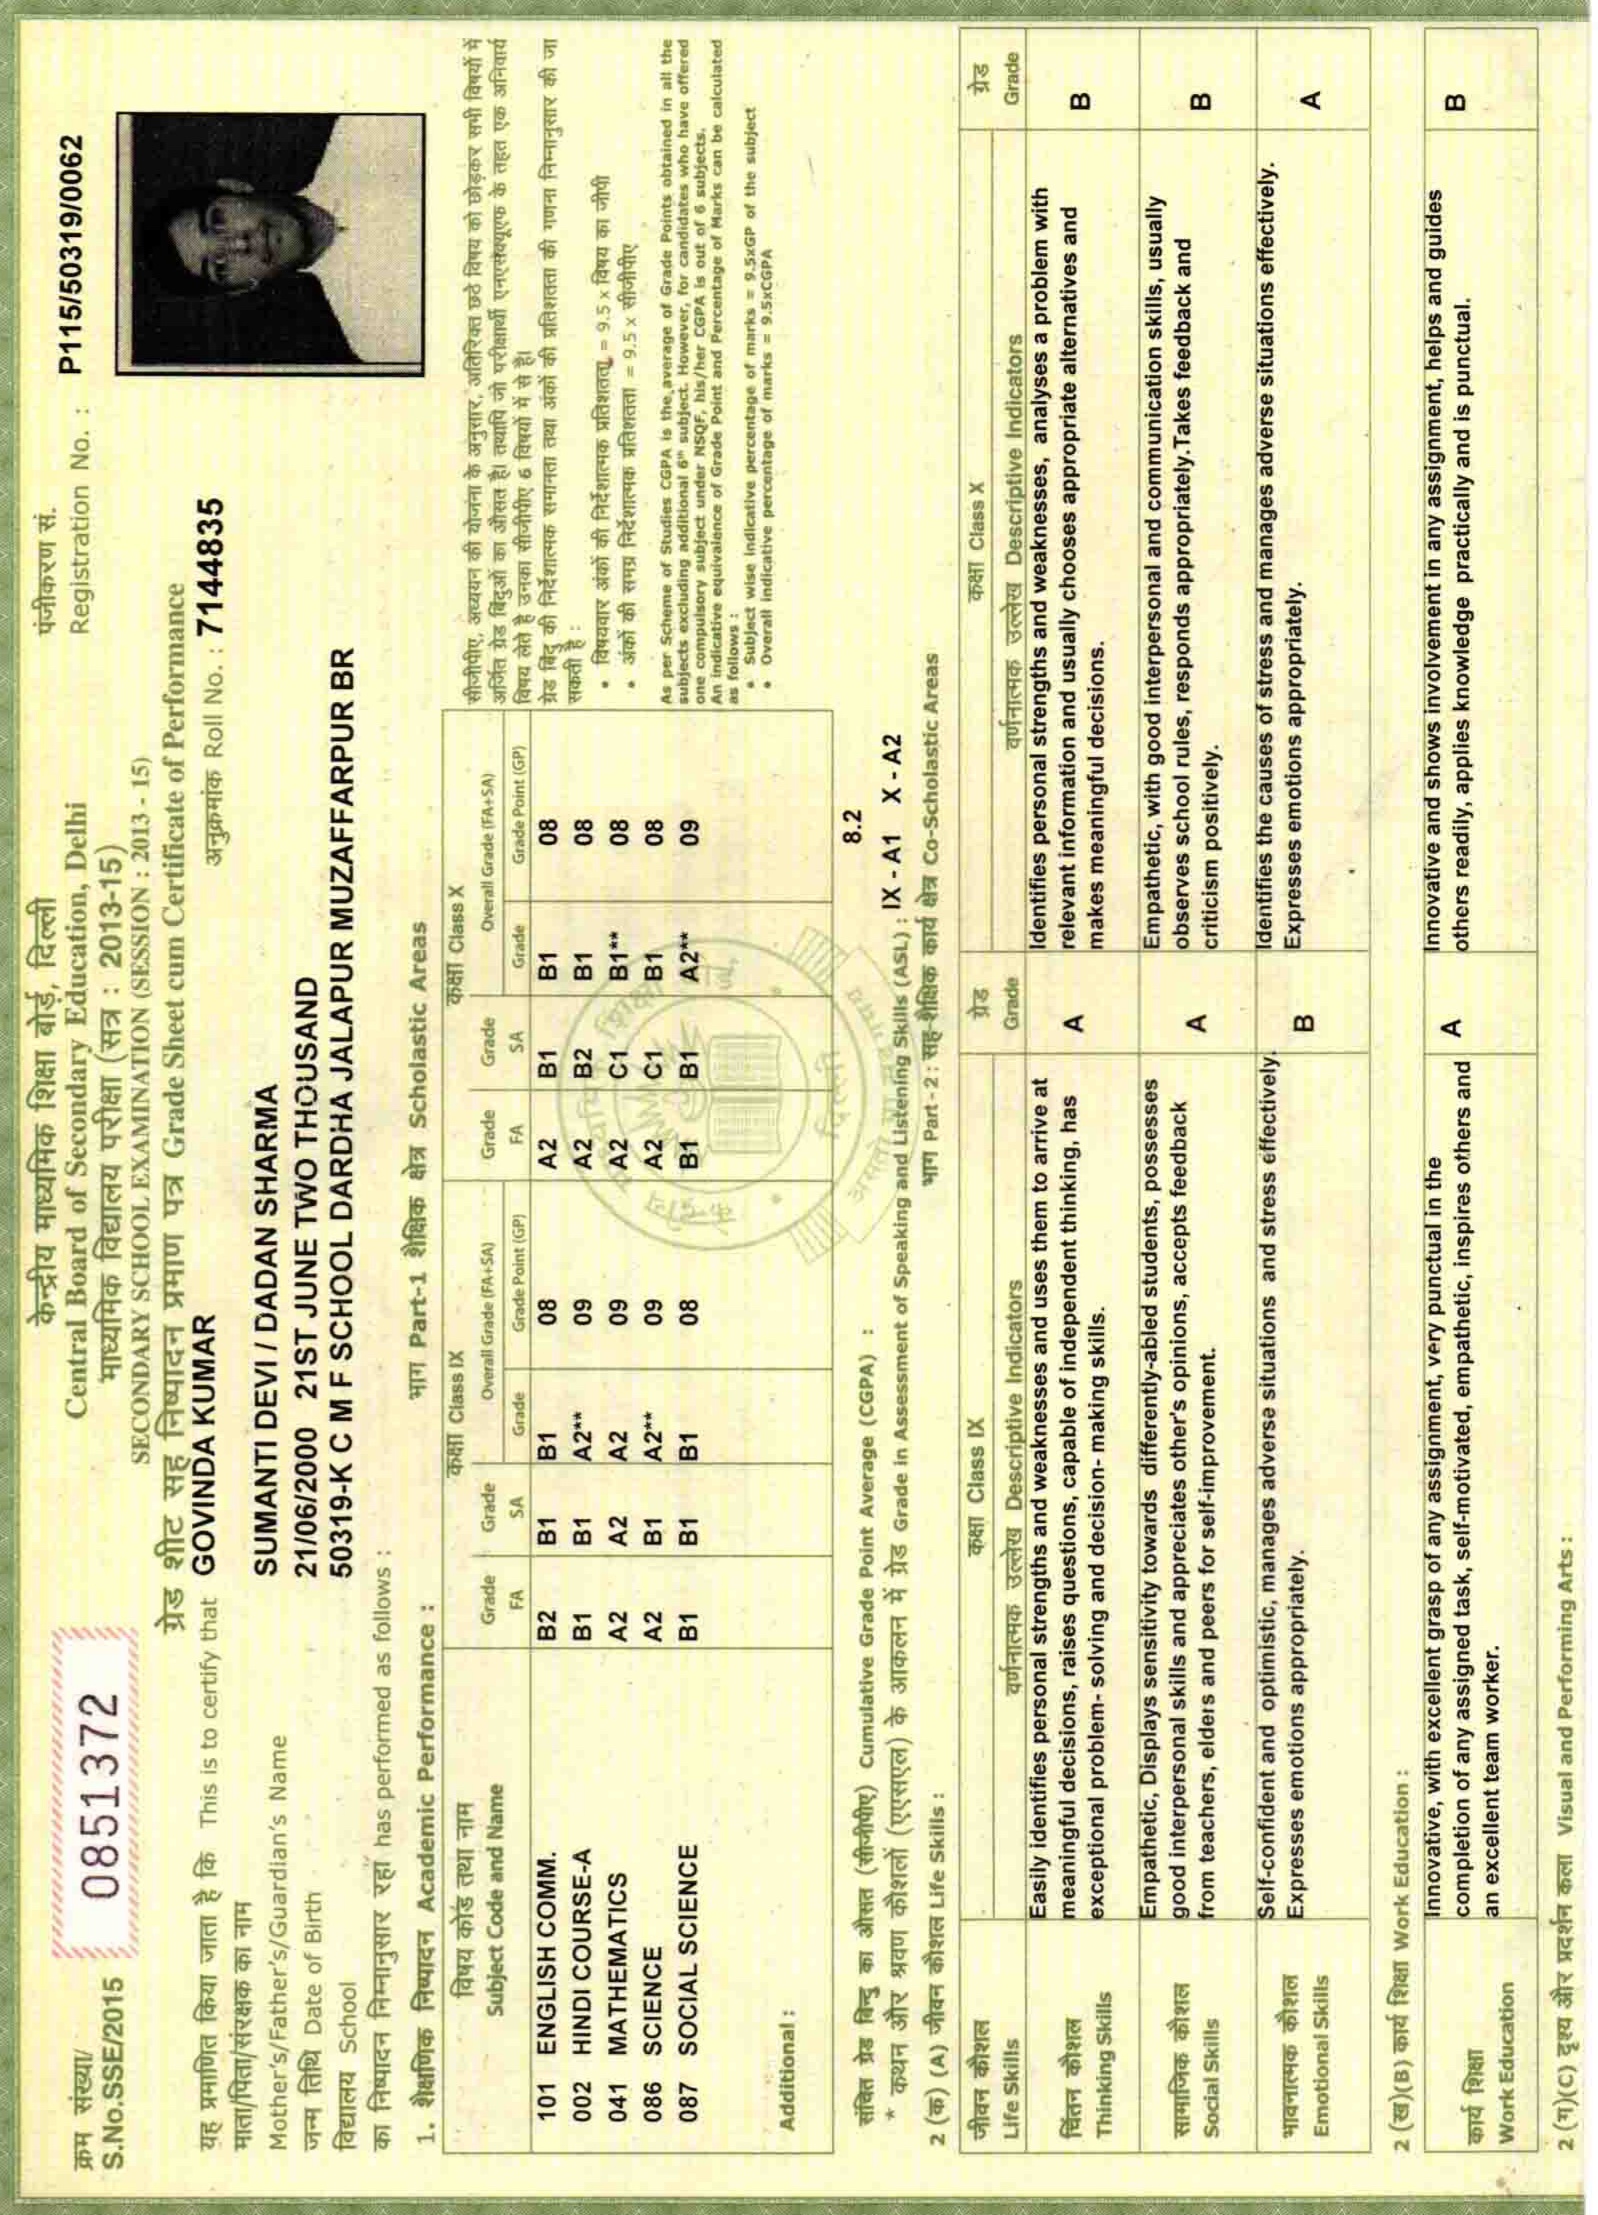 क्रम संख्या/
S.No.SSE/2015 0851372
पंजीकरण सं.
Registration No. : P115/50319/0062
केन्द्रीय माध्यमिक शिक्षा बोर्ड, दिल्ली
Central Board of Secondary Education, Delhi
माध्यमिक विद्यालय परीक्षा (सत्र : 2013-15)
SECONDARY SCHOOL EXAMINATION (SESSION : 2013 - 15)
ग्रेड शीट सह निष्पादन प्रमाण पत्र Grade Sheet cum Certificate of Performance
यह प्रमाणित किया जाता है कि This is to certify that GOVINDA KUMAR अनुक्रमांक Roll No. : 7144835
माता/पिता/संरक्षक का नाम
Mother's/Father's/Guardian's Name SUMANTI DEVI / DADAN SHARMA
जन्म तिथि Date of Birth 21/06/2000 21ST JUNE TWO THOUSAND
विद्यालय School 50319-K C M F SCHOOL DARDHA JALAPUR MUZAFFARPUR BR
का निष्पादन निम्नानुसार रहा has performed as follows :
भाग Part-1 शैक्षिक क्षेत्र Scholastic Areas
1. शैक्षणिक निष्पादन Academic Performance :
विषय कोड तथा नाम कक्षा Class IX कक्षा Class X
Subject Code and Name Grade FA Grade SA Overall Grade (FA+SA) Grade FA Grade SA Overall Grade (FA+SA)
Grade Grade Point (GP) Grade Grade Point (GP)
101 ENGLISH COMM. B2 B1 B1 08 A2 B1 B1 08
002 HINDI COURSE-A B1 B1 A2** 09 A2 B2 B1 08
041 MATHEMATICS A2 A2 A2 09 A2 C1 B1** 08
086 SCIENCE A2 B1 A2** 09 A2 C1 B1 08
087 SOCIAL SCIENCE B1 B1 B1 08 B1 B1 A2** 09
Additional :
सीजीपीए, अध्ययन की योजना के अनुसार, अतिरिक्त छठे विषय को छोड़कर सभी विषयों में
अर्जित ग्रेड बिंदुओं का औसत है। तथापि जो परीक्षार्थी एनएसक्यूएफ के तहत एक अनिवार्य
विषय लेते है उनका सीजीपीए 6 विषयों में से है।
ग्रेड बिंदु की निर्देशात्मक समानता तथा अंकों की प्रतिशतता की गणना निम्नानुसार की जा
सकती है :
• विषयवार अंकों की निर्देशात्मक प्रतिशतता = 9.5 x विषय का जीपी
• अंकों की समग्र निर्देशात्मक प्रतिशतता = 9.5 x सीजीपीए
As per Scheme of Studies CGPA is the average of Grade Points obtained in all the
subjects excluding additional 6th subject. However, for candidates who have offered
one compulsory subject under NSQF, his/her CGPA is out of 6 subjects.
An indicative equivalence of Grade Point and Percentage of Marks can be calculated
as follows :
• Subject wise indicative percentage of marks = 9.5xGP of the subject
• Overall indicative percentage of marks = 9.5xCGPA
संचित ग्रेड बिन्दु का औसत (सीजीपीए) Cumulative Grade Point Average (CGPA) : 8.2
* कथन और श्रवण कौशलों (एएसएल) के आकलन में ग्रेड Grade in Assessment of Speaking and Listening Skills (ASL) : IX - A1 X - A2
भाग Part - 2 : सह-शैक्षिक कार्य क्षेत्र Co-Scholastic Areas
2 (क) (A) जीवन कौशल Life Skills :
जीवन कौशल कक्षा Class IX ग्रेड कक्षा Class X ग्रेड
Life Skills वर्णनात्मक उल्लेख Descriptive Indicators Grade वर्णनात्मक उल्लेख Descriptive Indicators Grade
चिंतन कौशल
Thinking Skills
Easily identifies personal strengths and weaknesses and uses them to arrive at
meaningful decisions, raises questions, capable of independent thinking, has
exceptional problem- solving and decision- making skills.
A
Identifies personal strengths and weaknesses, analyses a problem with
relevant information and usually chooses appropriate alternatives and
makes meaningful decisions.
B
सामाजिक कौशल
Social Skills
Empathetic, Displays sensitivity towards differently-abled students, possesses
good interpersonal skills and appreciates other's opinions, accepts feedback
from teachers, elders and peers for self-improvement.
A
Empathetic, with good interpersonal and communication skills, usually
observes school rules, responds appropriately.Takes feedback and
criticism positively.
B
भावनात्मक कौशल
Emotional Skills
Self-confident and optimistic, manages adverse situations and stress effectively.
Expresses emotions appropriately.
B
Identifies the causes of stress and manages adverse situations effectively.
Expresses emotions appropriately.
A
2 (ख)(B) कार्य शिक्षा Work Education :
कार्य शिक्षा
Work Education
Innovative, with excellent grasp of any assignment, very punctual in the
completion of any assigned task, self-motivated, empathetic, inspires others and
an excellent team worker.
A
Innovative and shows involvement in any assignment, helps and guides
others readily, applies knowledge practically and is punctual.
B
2 (ग)(C) दृश्य और प्रदर्शन कला Visual and Performing Arts :